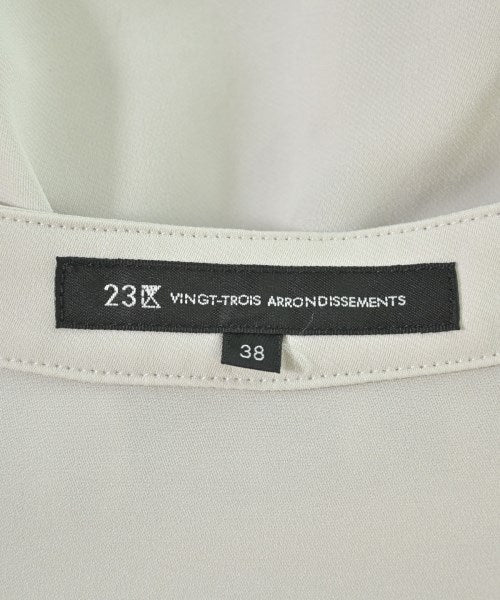 23区 VINGT-TROIS ARRONDISSEMENTS
38